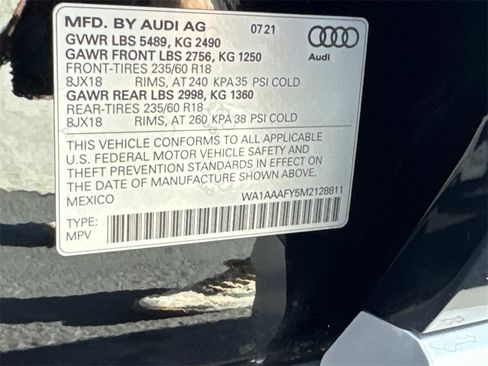 MFD. BY AUDI AG 07 21
GVWR LBS 5489, KG 2490
GAWR FRONT LBS 2756, KG 1250
FRONT-TIRES 235/60 R18
8JX18 RIMS, AT 240 KPA 35 PSI COLD
GAWR REAR LBS 2998, KG 1360
REAR-TIRES 235/60 R18
8JX18 RIMS, AT 260 KPA 38 PSI COLD
Audi
THIS VEHICLE CONFORMS TO ALL APPLICABLE
U.S. FEDERAL MOTOR VEHICLE SAFETY AND
THEFT PREVENTION STANDARDS IN EFFECT ON
THE DATE OF MANUFACTURE SHOWN ABOVE.
MEXICO WA1AAAFY5M2128811
TYPE:
MPV